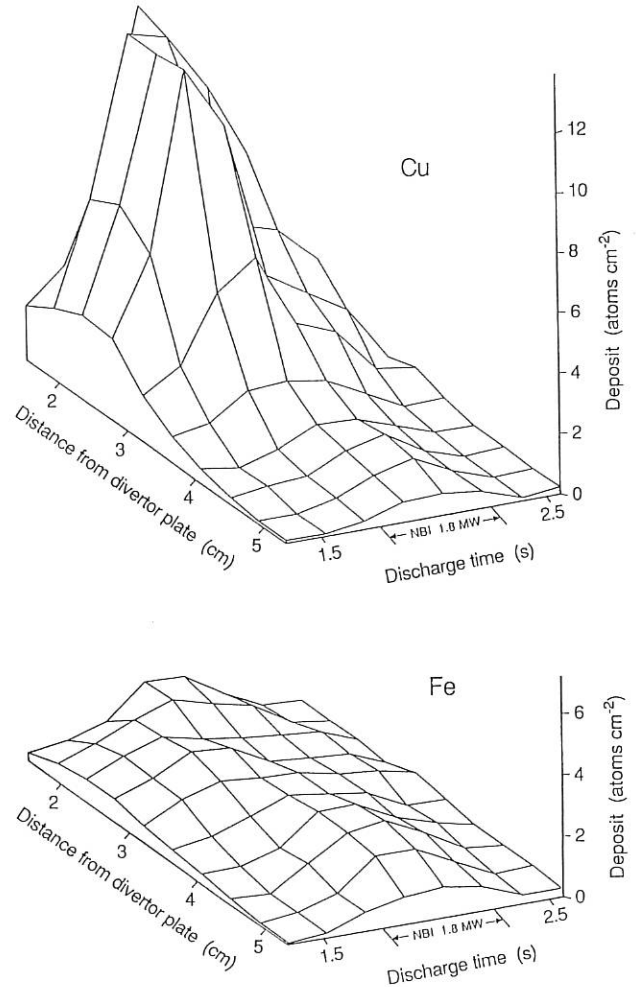 Cu
12
10
8
6
4
2
0
Deposit (atoms cm⁻²)
2
3
4
5
Distance from divertor plate (cm)
1.5
NBI 1.8 MW
2.5
Discharge time (s)
Fe
6
4
2
0
Deposit (atoms cm⁻²)
2
3
4
5
Distance from divertor plate (cm)
1.5
NBI 1.8 MW
2.5
Discharge time (s)